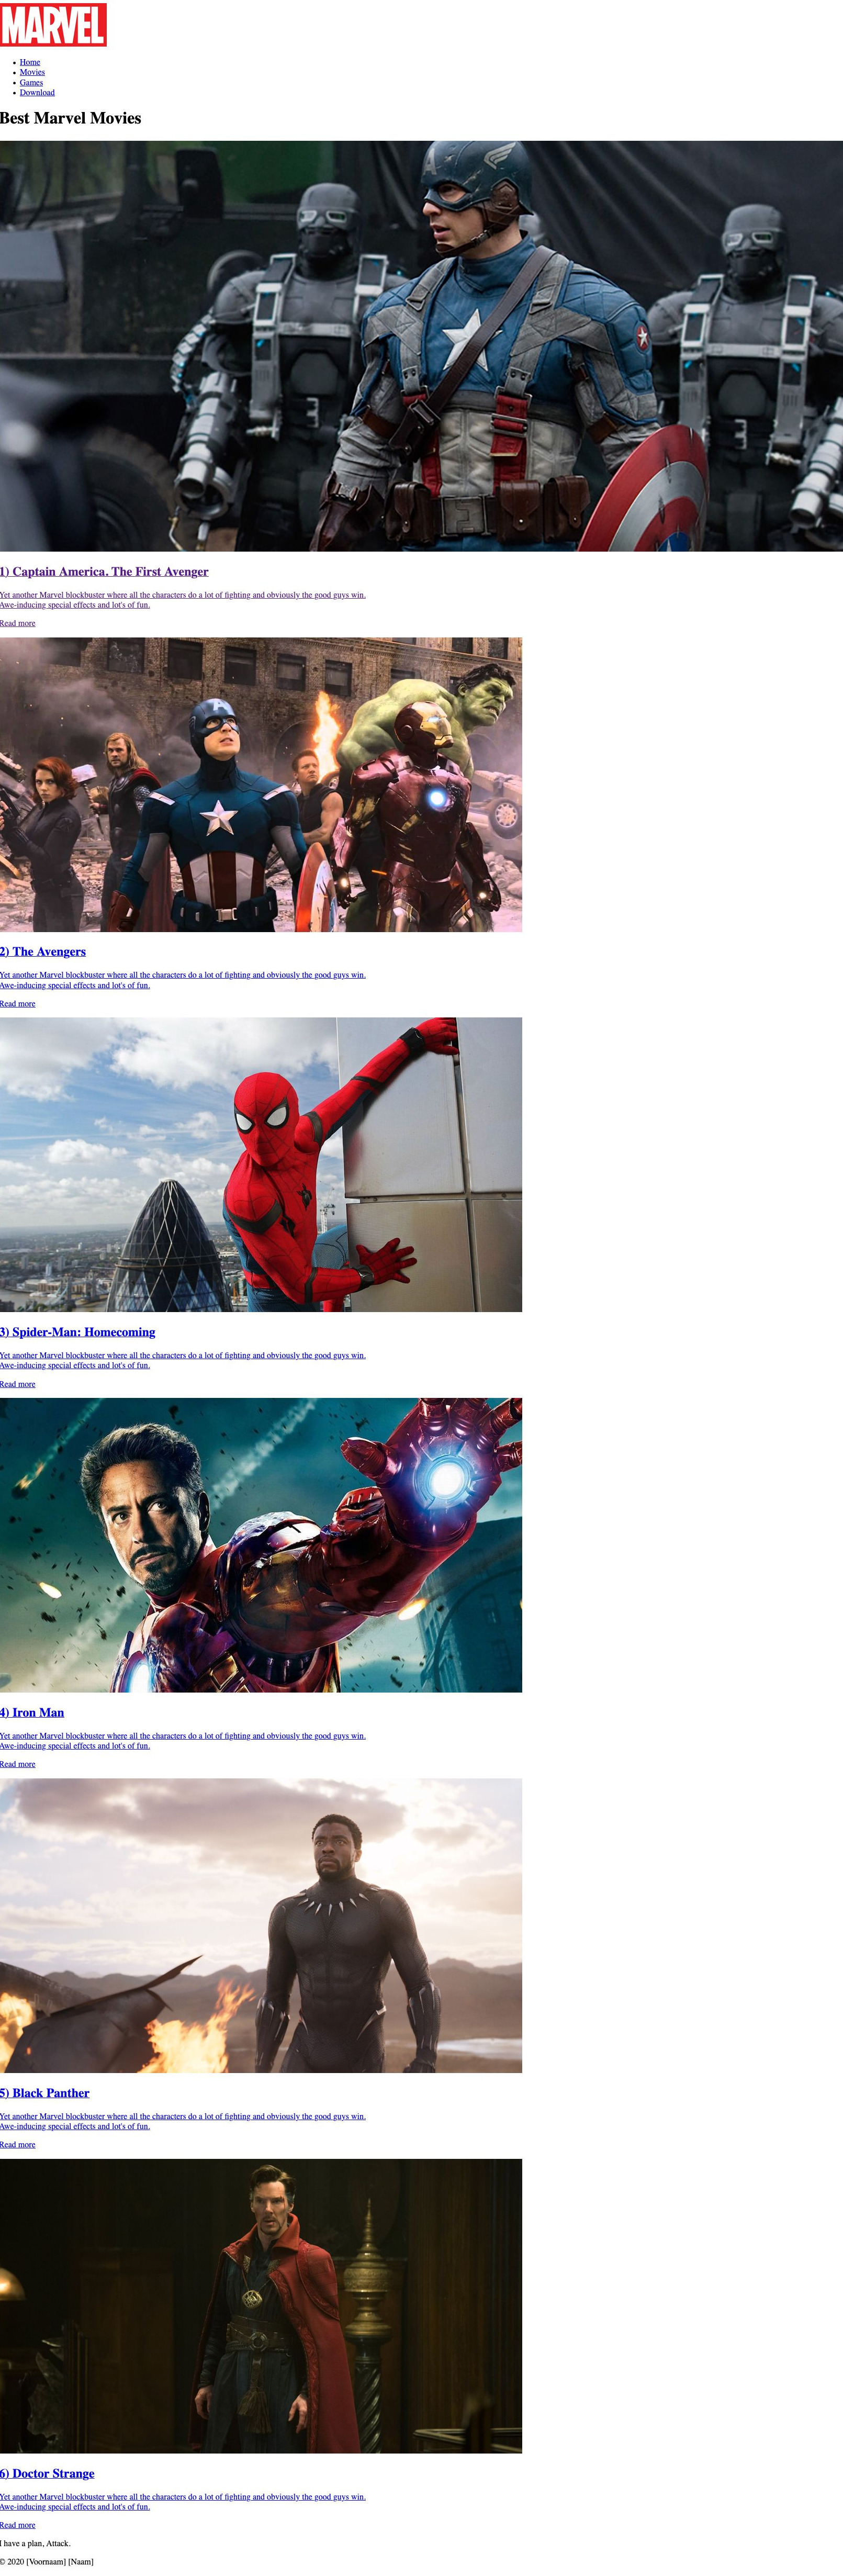 MARVEL
Home
Movies
Games
Download
Best Marvel Movies
1) Captain America. The First Avenger
Yet another Marvel blockbuster where all the characters do a lot of fighting and obviously the good guys win.
Awe-inducing special effects and lot's of fun.
Read more
2) The Avengers
Yet another Marvel blockbuster where all the characters do a lot of fighting and obviously the good guys win.
Awe-inducing special effects and lot's of fun.
Read more
3) Spider-Man: Homecoming
Yet another Marvel blockbuster where all the characters do a lot of fighting and obviously the good guys win.
Awe-inducing special effects and lot's of fun.
Read more
4) Iron Man
Yet another Marvel blockbuster where all the characters do a lot of fighting and obviously the good guys win.
Awe-inducing special effects and lot's of fun.
Read more
5) Black Panther
Yet another Marvel blockbuster where all the characters do a lot of fighting and obviously the good guys win.
Awe-inducing special effects and lot's of fun.
Read more
6) Doctor Strange
Yet another Marvel blockbuster where all the characters do a lot of fighting and obviously the good guys win.
Awe-inducing special effects and lot's of fun.
Read more
I have a plan, Attack.
© 2020 [Voornaam] [Naam]